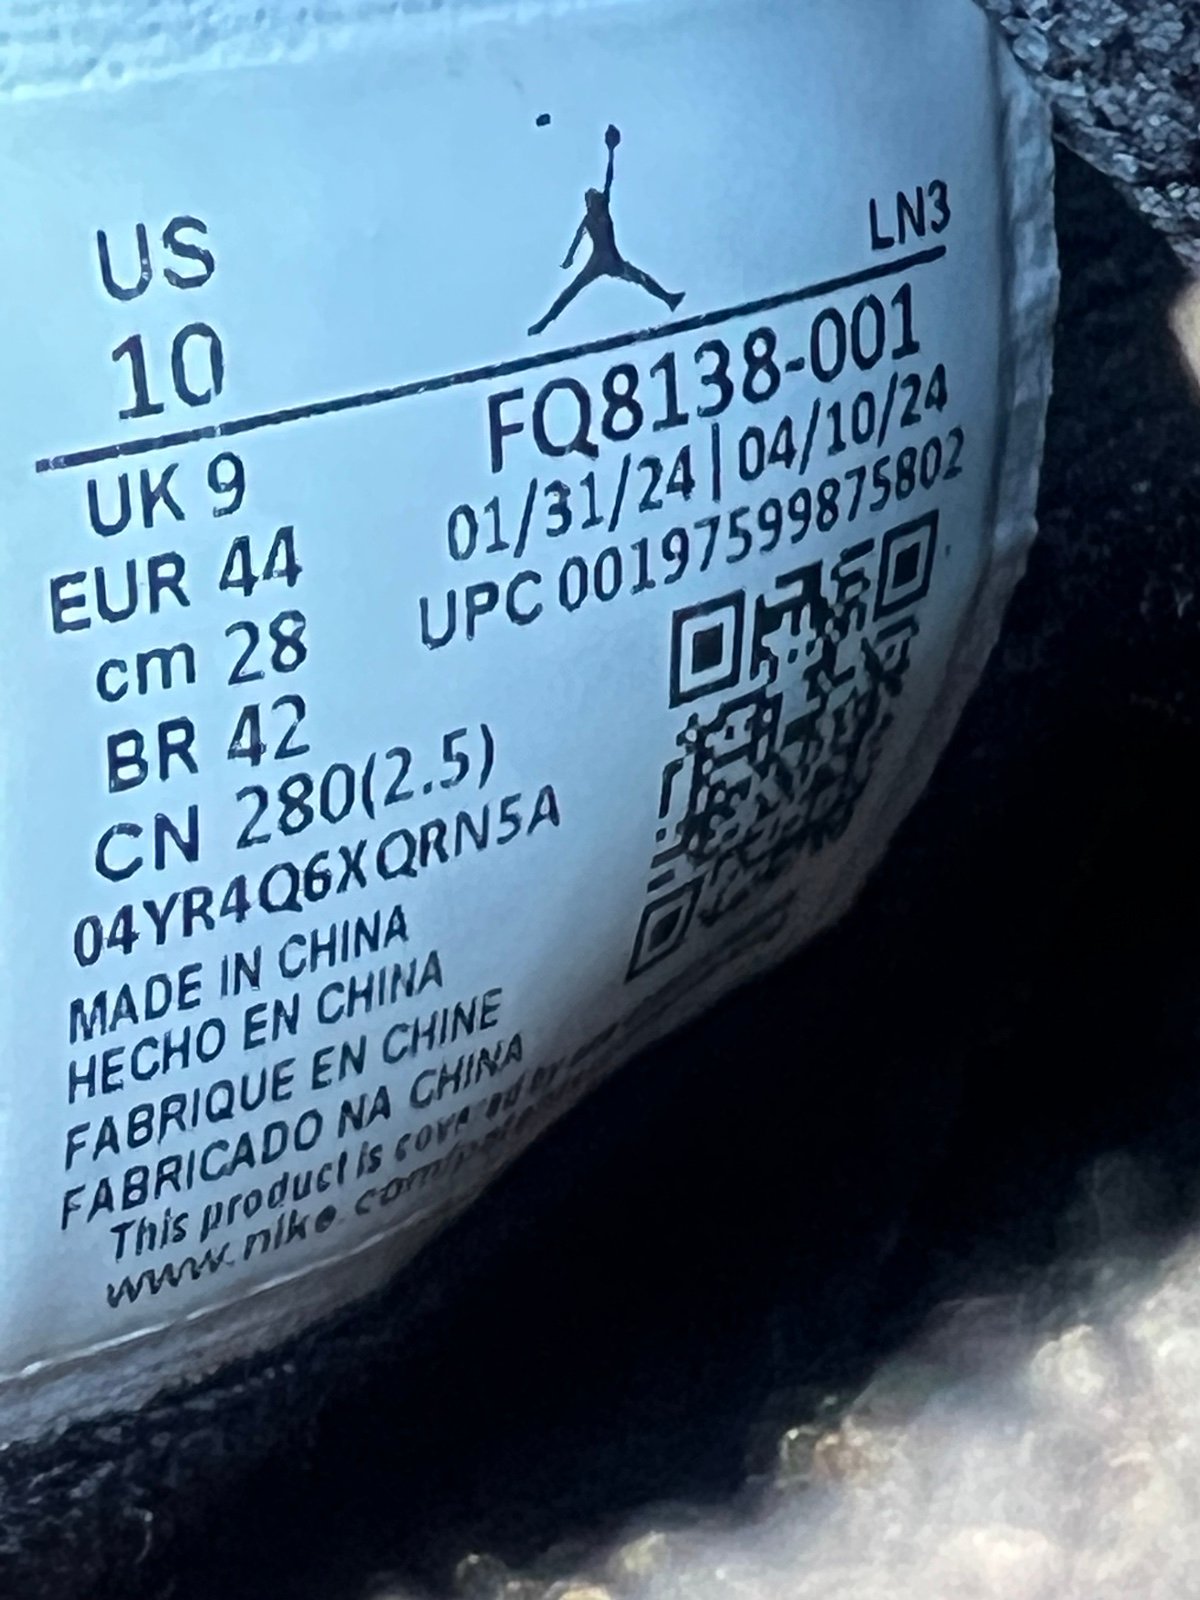 US
10
LN3
UK 9
EUR 44
cm 28
BR 42
CN 280(2.5)
FQ8138-001
01/31/24|04/10/24
UPC 00197599875802
04YR4Q6XQRN5A
MADE IN CHINA
HECHO EN CHINA
FABRIQUE EN CHINE
FABRICADO NA CHINA
This product is covered by
www.nike.com/